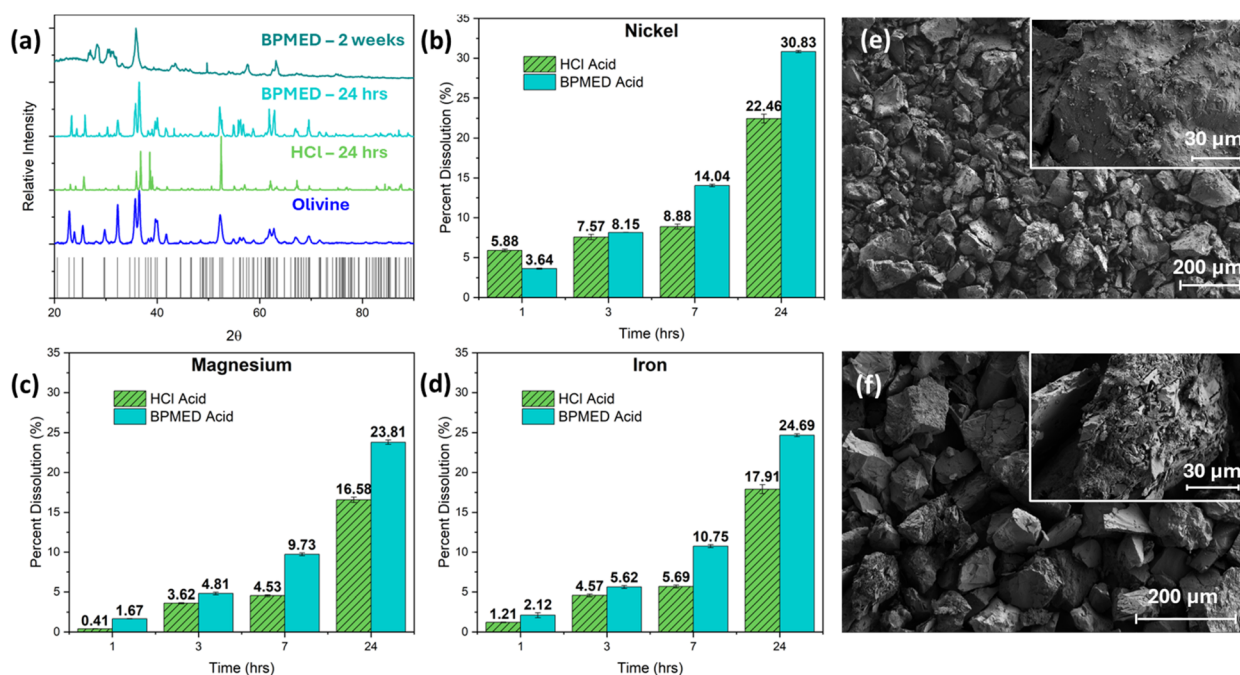 (a)
BPMED – 2 weeks
BPMED – 24 hrs
HCl – 24 hrs
Olivine
Relative Intensity
20
40
60
80
2θ
(b)
Nickel
HCl Acid
BPMED Acid
Percent Dissolution (%)
35
30
25
20
15
10
5
0
5.88
3.64
7.57
8.15
8.88
14.04
22.46
30.83
1
3
7
24
Time (hrs)
(e)
30 µm
200 µm
(c)
Magnesium
HCl Acid
BPMED Acid
Percent Dissolution (%)
35
30
25
20
15
10
5
0
0.41
1.67
3.62
4.81
4.53
9.73
16.58
23.81
1
3
7
24
Time (hrs)
(d)
Iron
HCl Acid
BPMED Acid
Percent Dissolution (%)
35
30
25
20
15
10
5
0
1.21
2.12
4.57
5.62
5.69
10.75
17.91
24.69
1
3
7
24
Time (hrs)
(f)
30 µm
200 µm